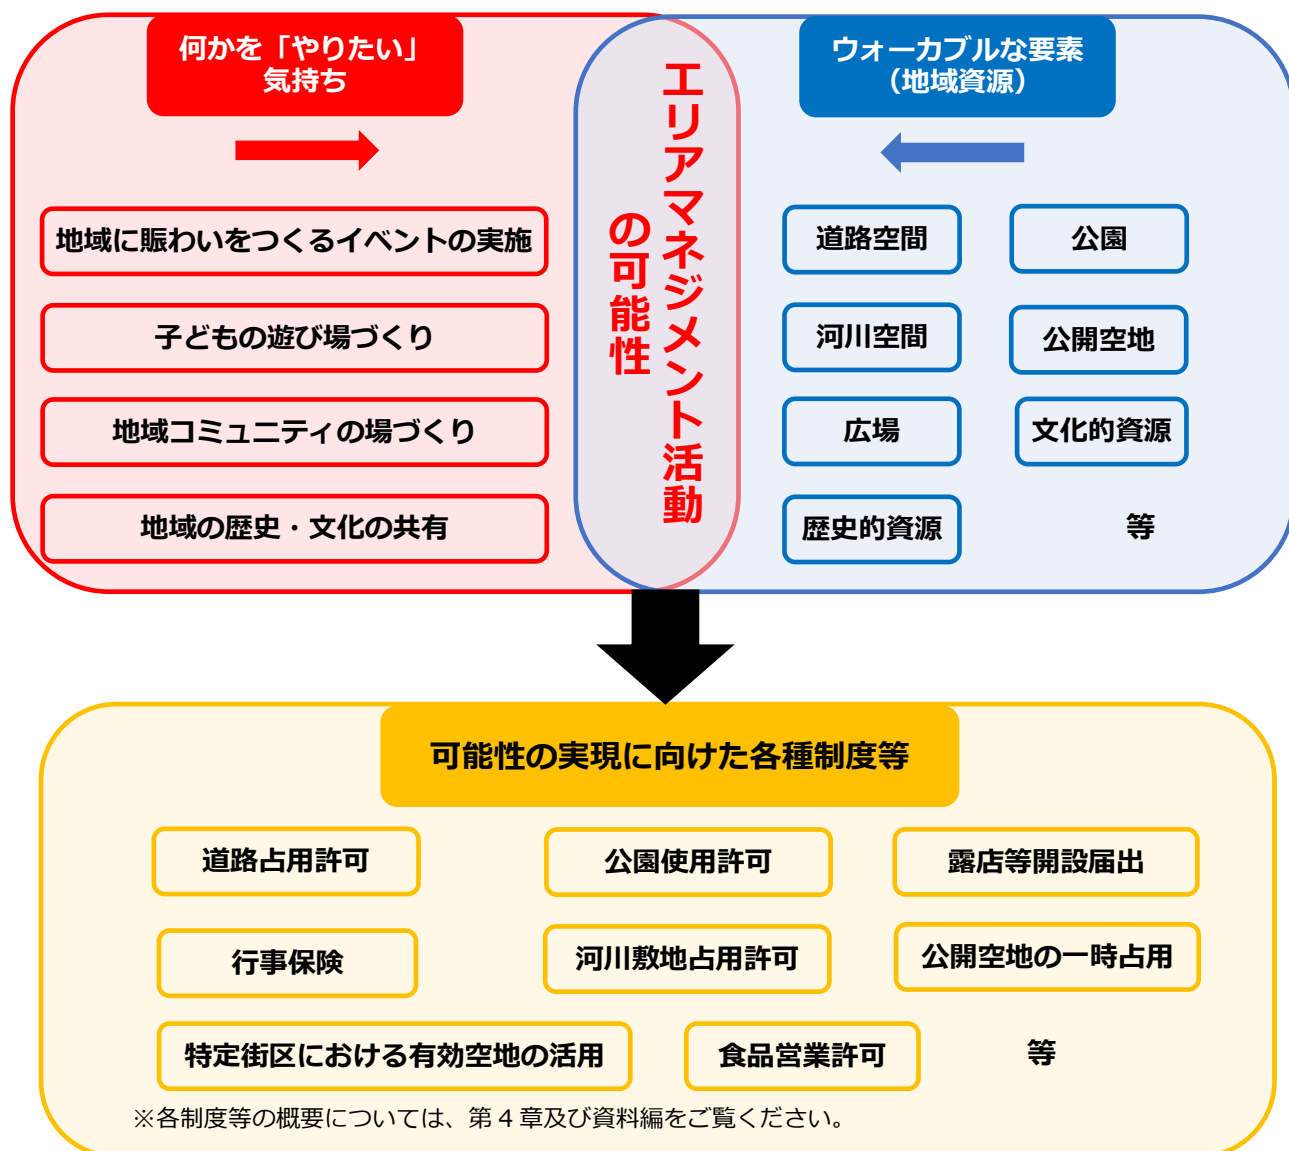 何かを「やりたい」
気持ち
地域に賑わいをつくるイベントの実施
子どもの遊び場づくり
地域コミュニティの場づくり
地域の歴史・文化の共有
エリアマネジメント活動
の可能性
ウォーカブルな要素
（地域資源）
道路空間
公園
河川空間
公開空地
広場
文化的資源
歴史的資源
等
可能性の実現に向けた各種制度等
道路占用許可
公園使用許可
露店等開設届出
行事保険
河川敷地占用許可
公開空地の一時占用
特定街区における有効空地の活用
食品営業許可
等
※各制度等の概要については、第４章及び資料編をご覧ください。